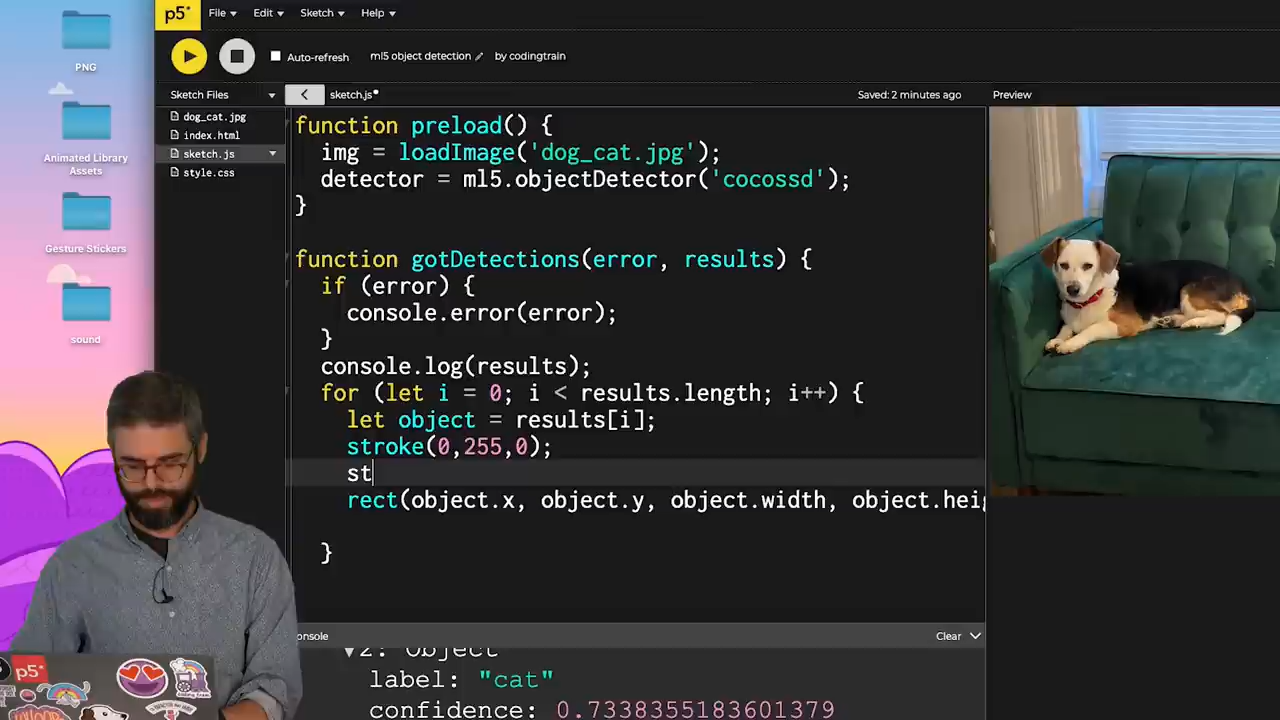 p5* File Edit Sketch Help
Auto-refresh ml5 object detection by codingtrain
PNG
Animated Library
Assets
Gesture Stickers
sound
Sketch Files
dog_cat.jpg
index.html
sketch.js
style.css
sketch.js•
Saved: 2 minutes ago
Preview
function preload() {
img = loadImage('dog_cat.jpg');
detector = ml5.objectDetector('cocossd');
}
function gotDetections(error, results) {
if (error) {
console.error(error);
}
console.log(results);
for (let i = 0; i < results.length; i++) {
let object = results[i];
stroke(0,255,0);
st
rect(object.x, object.y, object.width, object.heig
}
onsole
Clear
▼2: Object
label: "cat"
confidence: 0.7338355183601379
p5*